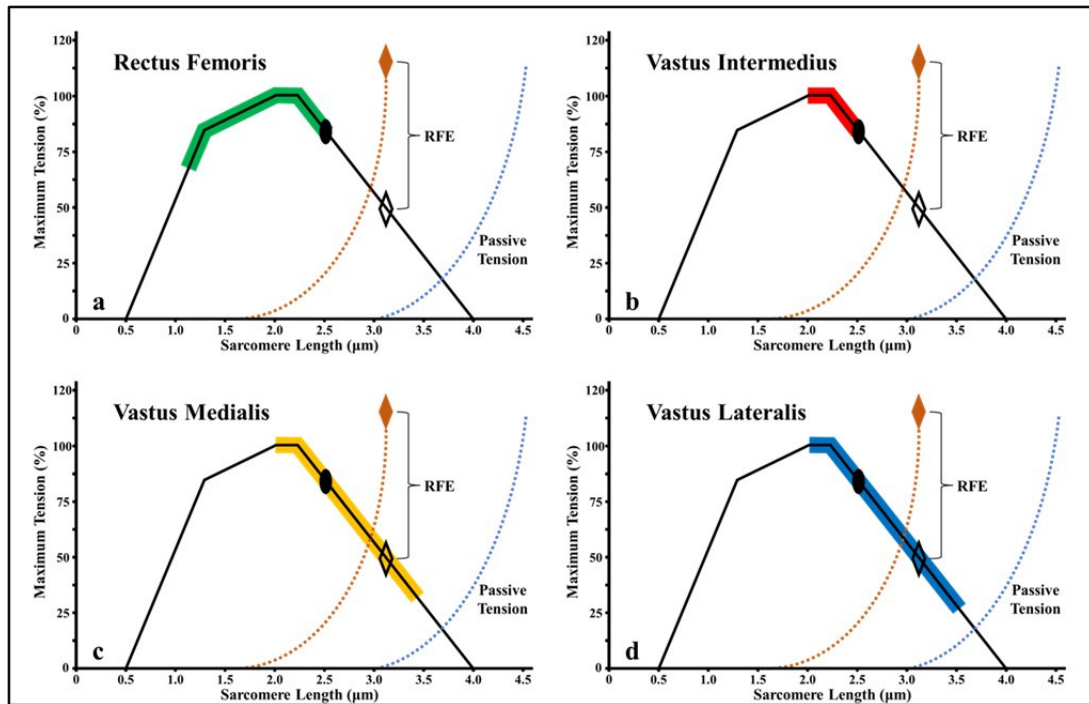 Rectus Femoris
Maximum Tension (%)
120
100
75
50
25
0
RFE
Passive
Tension
a
0 0.5 1.0 1.5 2.0 2.5 3.0 3.5 4.0 4.5
Sarcomere Length (μm)
Vastus Intermedius
Maximum Tension (%)
120
100
75
50
25
0
RFE
Passive
Tension
b
0 0.5 1.0 1.5 2.0 2.5 3.0 3.5 4.0 4.5
Sarcomere Length (μm)
Vastus Medialis
Maximum Tension (%)
120
100
75
50
25
0
RFE
Passive
Tension
c
0 0.5 1.0 1.5 2.0 2.5 3.0 3.5 4.0 4.5
Sarcomere Length (μm)
Vastus Lateralis
Maximum Tension (%)
120
100
75
50
25
0
RFE
Passive
Tension
d
0 0.5 1.0 1.5 2.0 2.5 3.0 3.5 4.0 4.5
Sarcomere Length (μm)